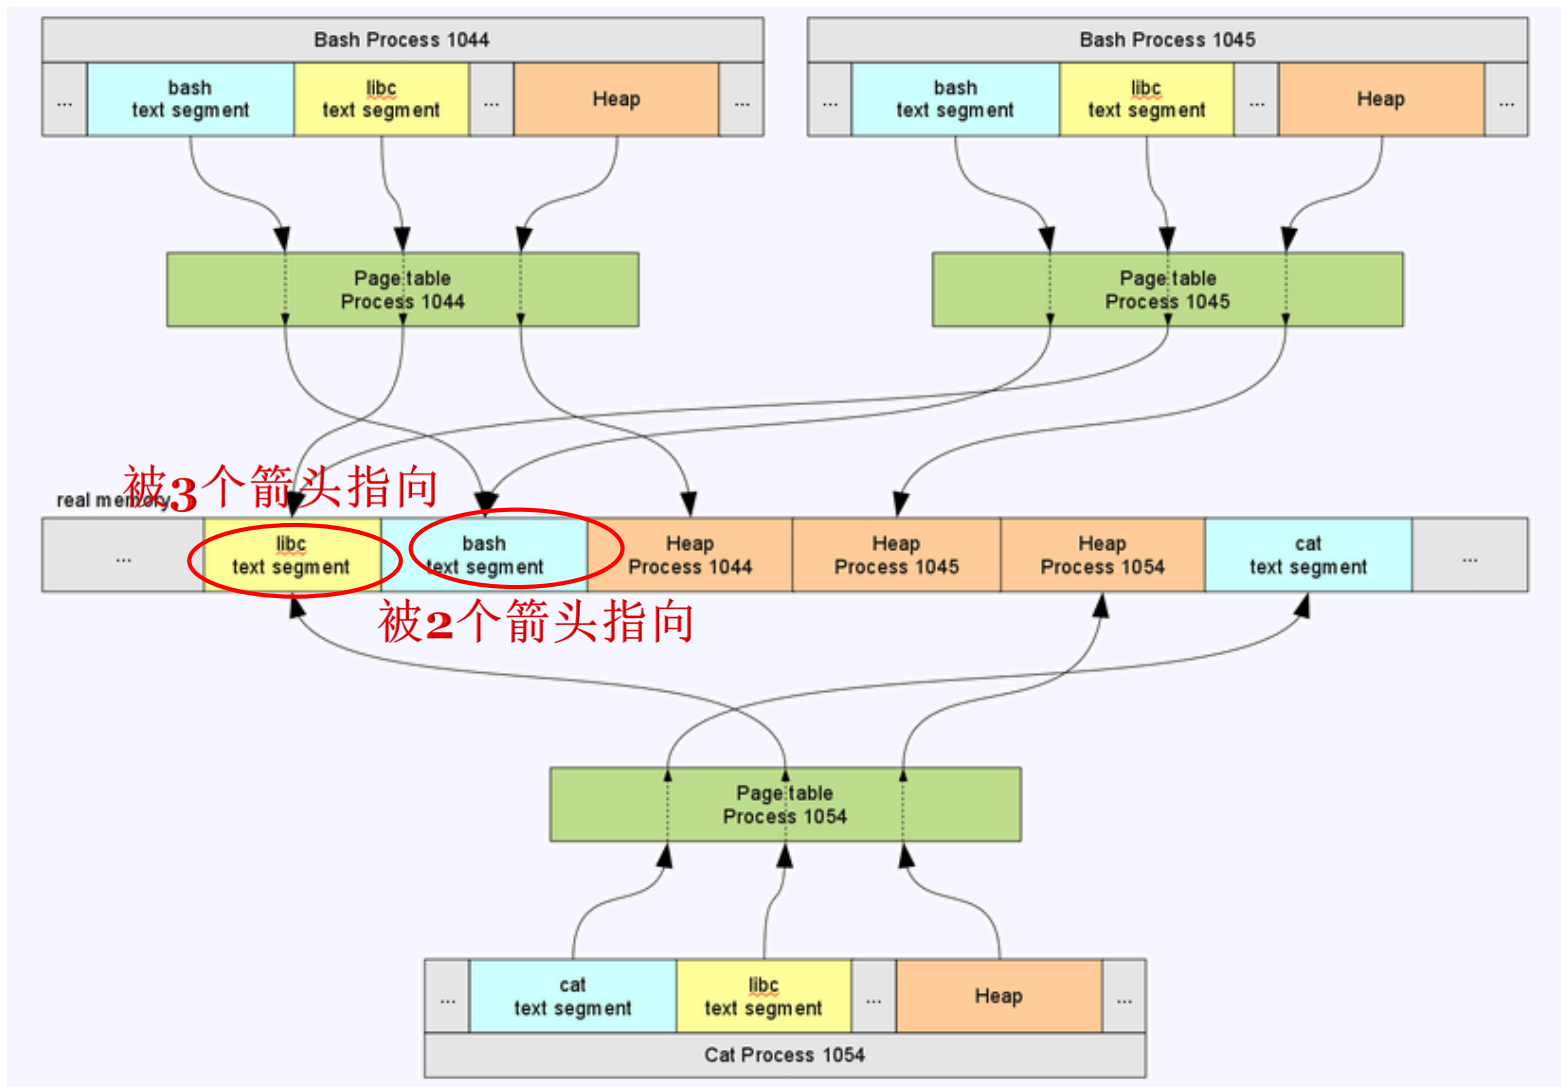 Bash Process 1044
Bash Process 1045
...
bash
text segment
libc
text segment
...
Heap
...
...
bash
text segment
libc
text segment
...
Heap
...
Page table
Process 1044
Page table
Process 1045
被3个箭头指向
real memory
...
libc
text segment
bash
text segment
Heap
Process 1044
Heap
Process 1045
Heap
Process 1054
cat
text segment
...
被2个箭头指向
Page table
Process 1054
...
cat
text segment
libc
text segment
...
Heap
...
Cat Process 1054